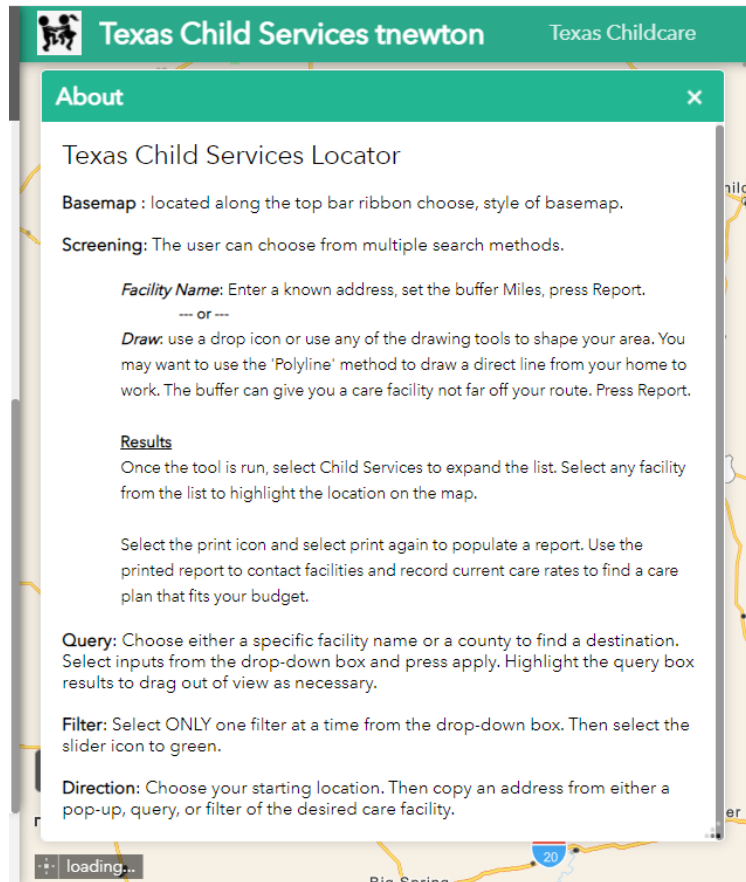 Texas Child Services tnewton
Texas Childcare
About
×
Texas Child Services Locator
Basemap : located along the top bar ribbon choose, style of basemap.
Screening: The user can choose from multiple search methods.
Facility Name: Enter a known address, set the buffer Miles, press Report.
--- or ---
Draw: use a drop icon or use any of the drawing tools to shape your area. You
may want to use the 'Polyline' method to draw a direct line from your home to
work. The buffer can give you a care facility not far off your route. Press Report.
Results
Once the tool is run, select Child Services to expand the list. Select any facility
from the list to highlight the location on the map.
Select the print icon and select print again to populate a report. Use the
printed report to contact facilities and record current care rates to find a care
plan that fits your budget.
Query: Choose either a specific facility name or a county to find a destination.
Select inputs from the drop-down box and press apply. Highlight the query box
results to drag out of view as necessary.
Filter: Select ONLY one filter at a time from the drop-down box. Then select the
slider icon to green.
Direction: Choose your starting location. Then copy an address from either a
pop-up, query, or filter of the desired care facility.
er
loading...
20
Big Spring